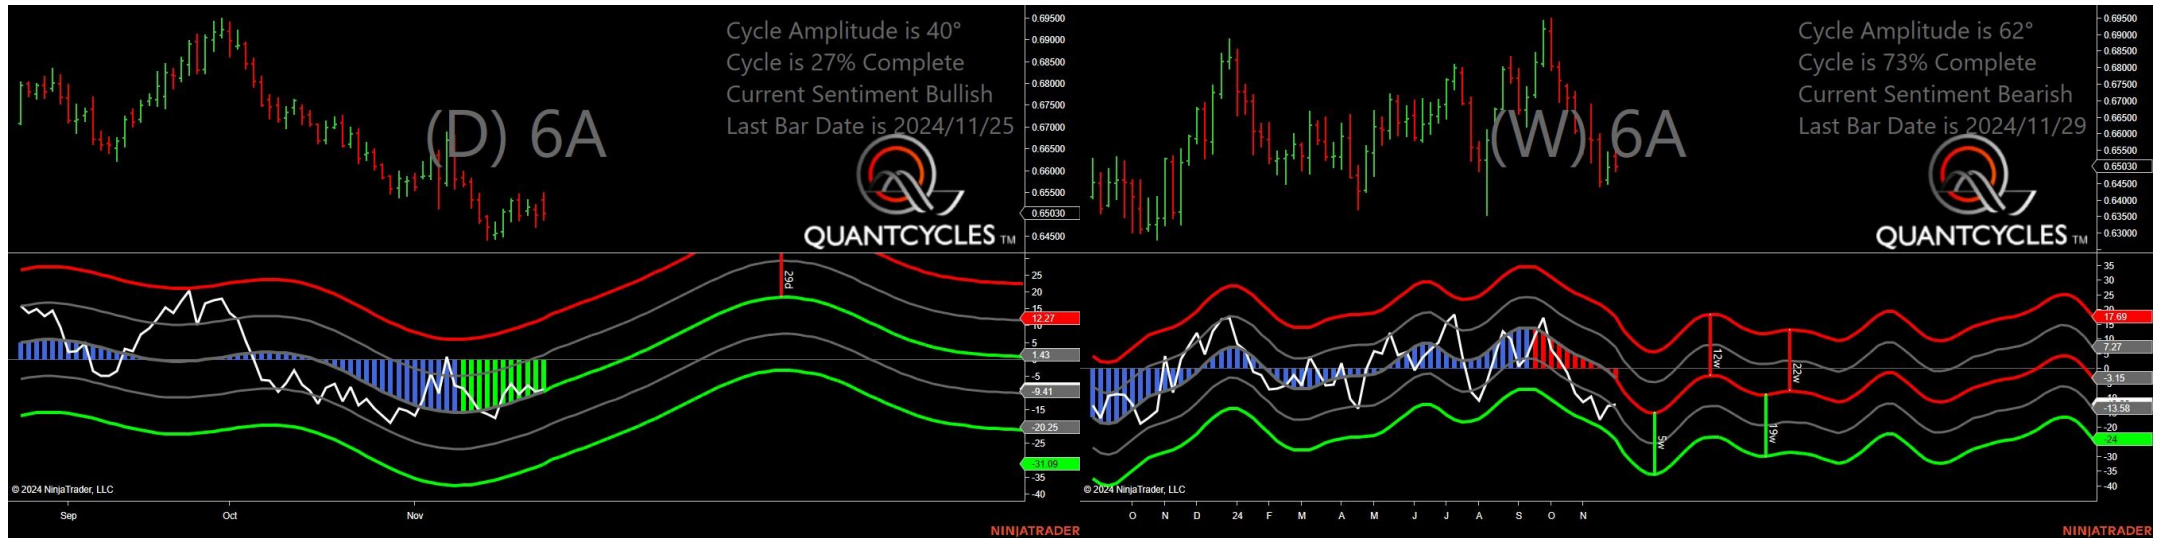 Cycle Amplitude is 40°
Cycle is 27% Complete
Current Sentiment Bullish
Last Bar Date is 2024/11/25
(D) 6A
QUANTCYCLES TM
0.69500
0.69000
0.68500
0.68000
0.67500
0.67000
0.66500
0.66000
0.65500
0.65030
0.64500
29d
25
20
15
12.27
10
5
1.43
-5
-9.41
-15
-20.25
-25
-31.09
-35
-40
© 2024 NinjaTrader, LLC
Sep Oct Nov
NINJATRADER
Cycle Amplitude is 62°
Cycle is 73% Complete
Current Sentiment Bearish
Last Bar Date is 2024/11/29
(W) 6A
QUANTCYCLES TM
0.69500
0.69000
0.68500
0.68000
0.67500
0.67000
0.66500
0.66000
0.65500
0.65030
0.64500
0.64000
0.63500
0.63000
12w
22w
9w
19w
35
30
25
20
17.69
15
7.27
5
0
-3.15
-13.58
-20
-24
-30
-35
-40
© 2024 NinjaTrader, LLC
O N D 24 F M A M J J A S O N
NINJATRADER